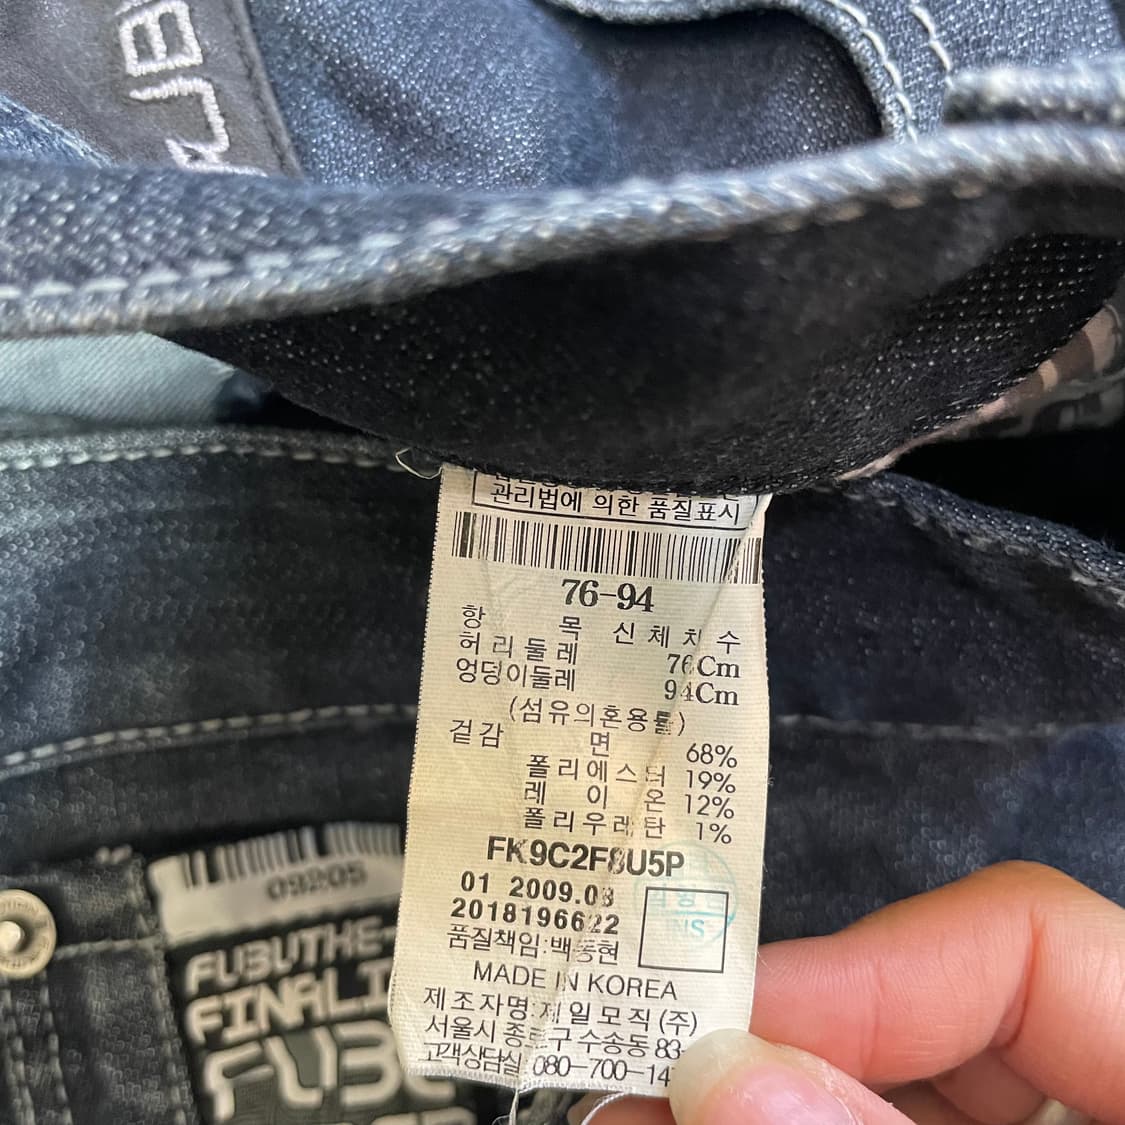 관리법에 의한 품질표시
76-94
항 목 신체치수
허리둘레 76Cm
엉덩이둘레 94Cm
(섬유의혼용률)
겉감 면 68%
폴리에스터 19%
레이온 12%
폴리우레탄 1%
FK9C2F8U5P
01 2009.08
2018196622
품질책임:백동현
MADE IN KOREA
제조자명:제일모직(주)
서울시 종로구 수송동 83-
고객상담실 080-700-14
09205
FUBUTHE-
FINALI
FUBU